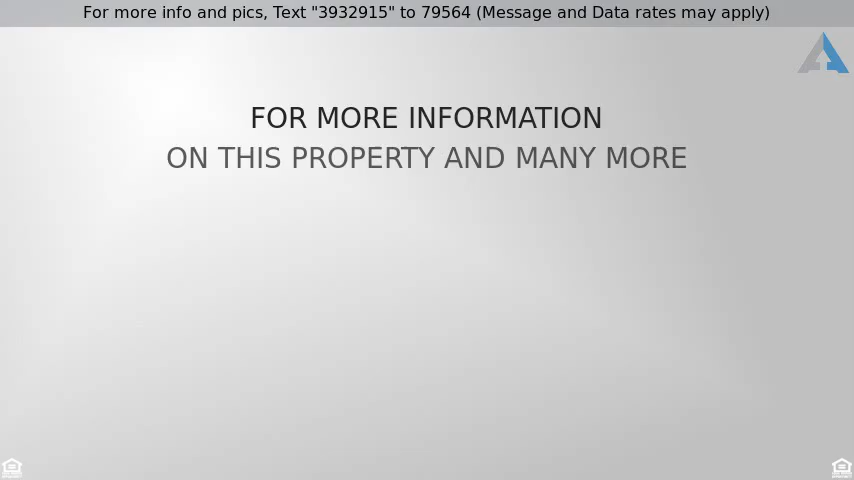 For more info and pics, Text "3932915" to 79564 (Message and Data rates may apply)
FOR MORE INFORMATION
ON THIS PROPERTY AND MANY MORE